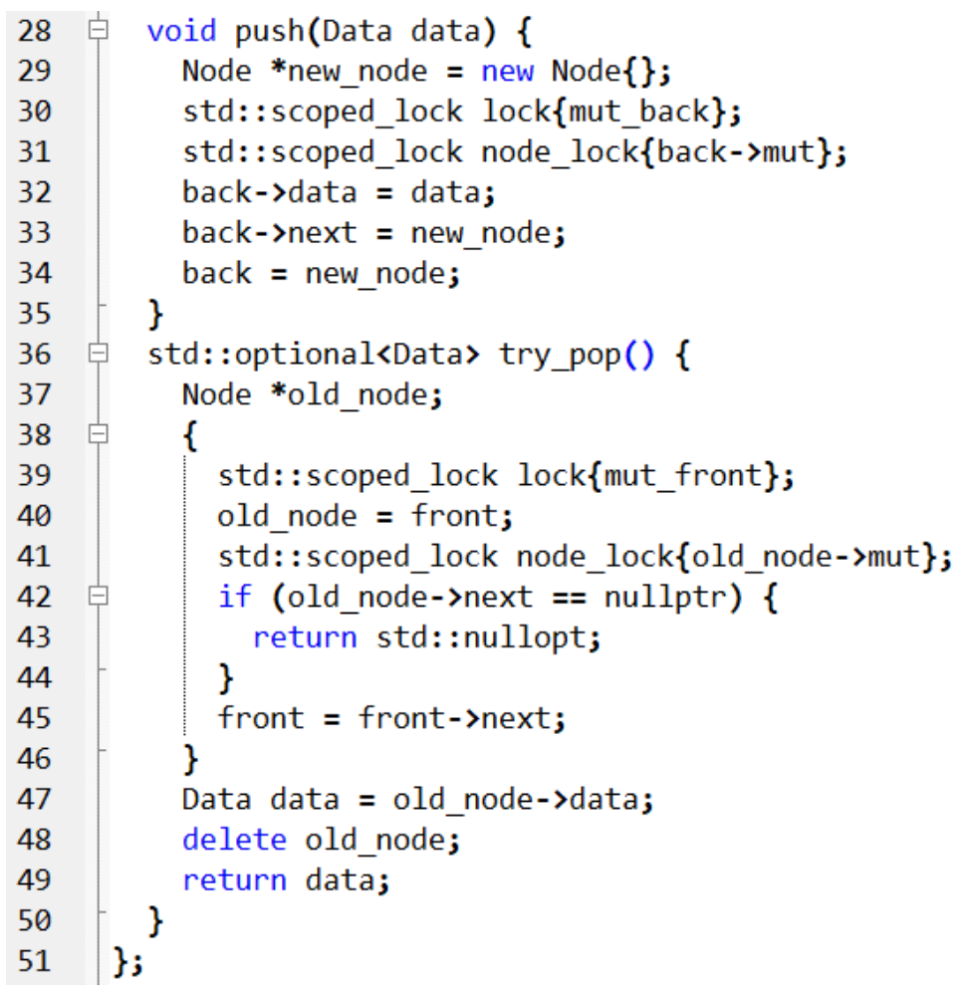 28 void push(Data data) {
29 Node *new_node = new Node{};
30 std::scoped_lock lock{mut_back};
31 std::scoped_lock node_lock{back->mut};
32 back->data = data;
33 back->next = new_node;
34 back = new_node;
35 }
36 std::optional<Data> try_pop() {
37 Node *old_node;
38 {
39 std::scoped_lock lock{mut_front};
40 old_node = front;
41 std::scoped_lock node_lock{old_node->mut};
42 if (old_node->next == nullptr) {
43 return std::nullopt;
44 }
45 front = front->next;
46 }
47 Data data = old_node->data;
48 delete old_node;
49 return data;
50 }
51 };